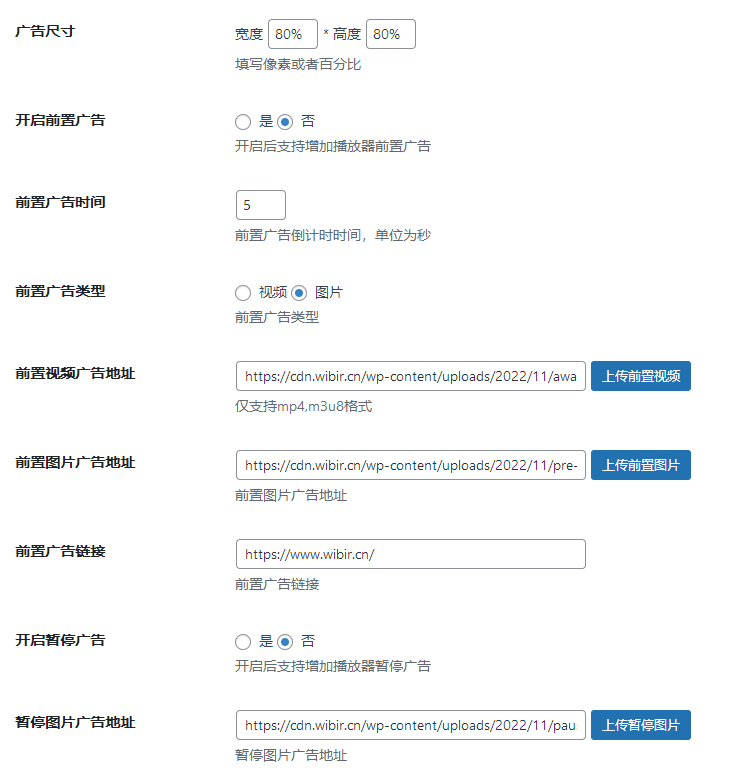 广告尺寸
宽度 80% * 高度 80%
填写像素或者百分比
开启前置广告
是 否
开启后支持增加播放器前置广告
前置广告时间
5
前置广告倒计时时间，单位为秒
前置广告类型
视频 图片
前置广告类型
前置视频广告地址
https://cdn.wibir.cn/wp-content/uploads/2022/11/awa 上传前置视频
仅支持mp4,m3u8格式
前置图片广告地址
https://cdn.wibir.cn/wp-content/uploads/2022/11/pre- 上传前置图片
前置图片广告地址
前置广告链接
https://www.wibir.cn/
前置广告链接
开启暂停广告
是 否
开启后支持增加播放器暂停广告
暂停图片广告地址
https://cdn.wibir.cn/wp-content/uploads/2022/11/pau 上传暂停图片
暂停图片广告地址